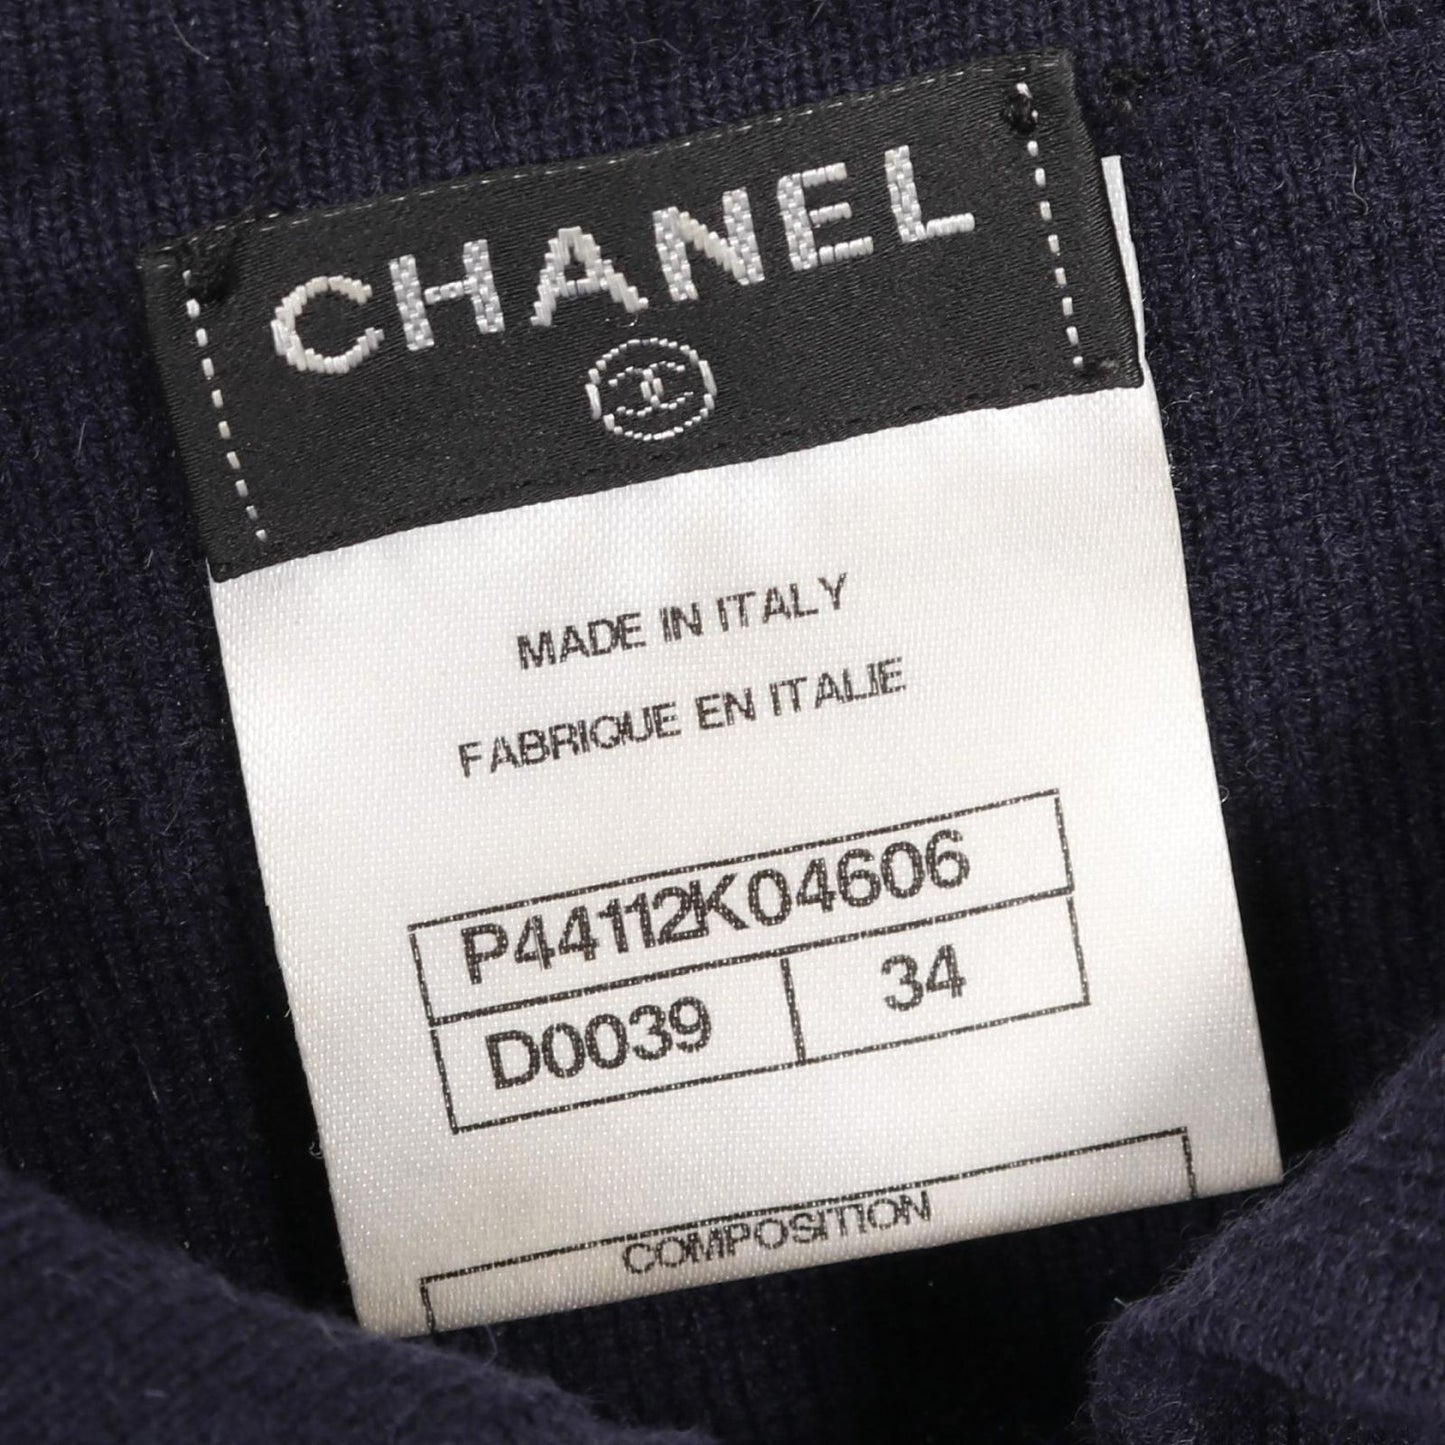 CHANEL
MADE IN ITALY
FABRIQUE EN ITALIE
P44112K04606
D0039 34
COMPOSITION